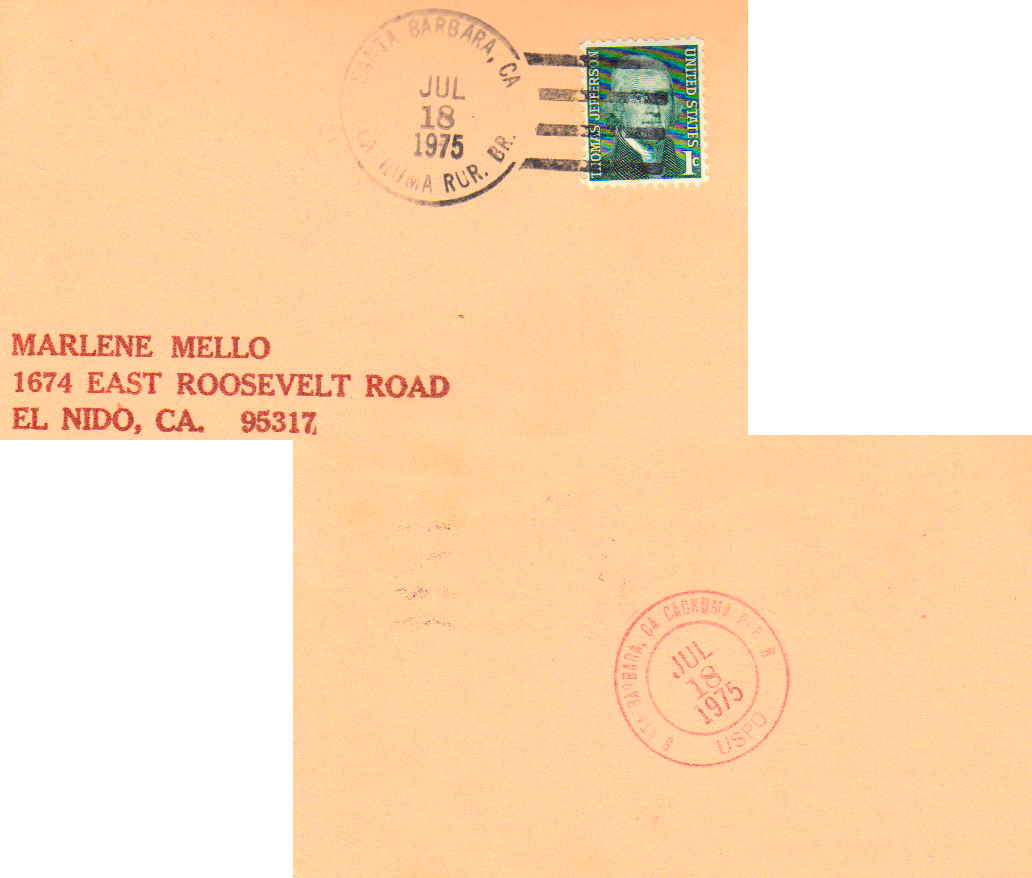 SANTA BARBARA, CA
JUL
18
1975
RUR. BR.
THOMAS JEFFERSON
UNITED STATES
1c
MARLENE MELLO
1674 EAST ROOSEVELT ROAD
EL NIDO, CA. 95317
BARBARA, CA CACHUMA
JUL
18
1975
USPO